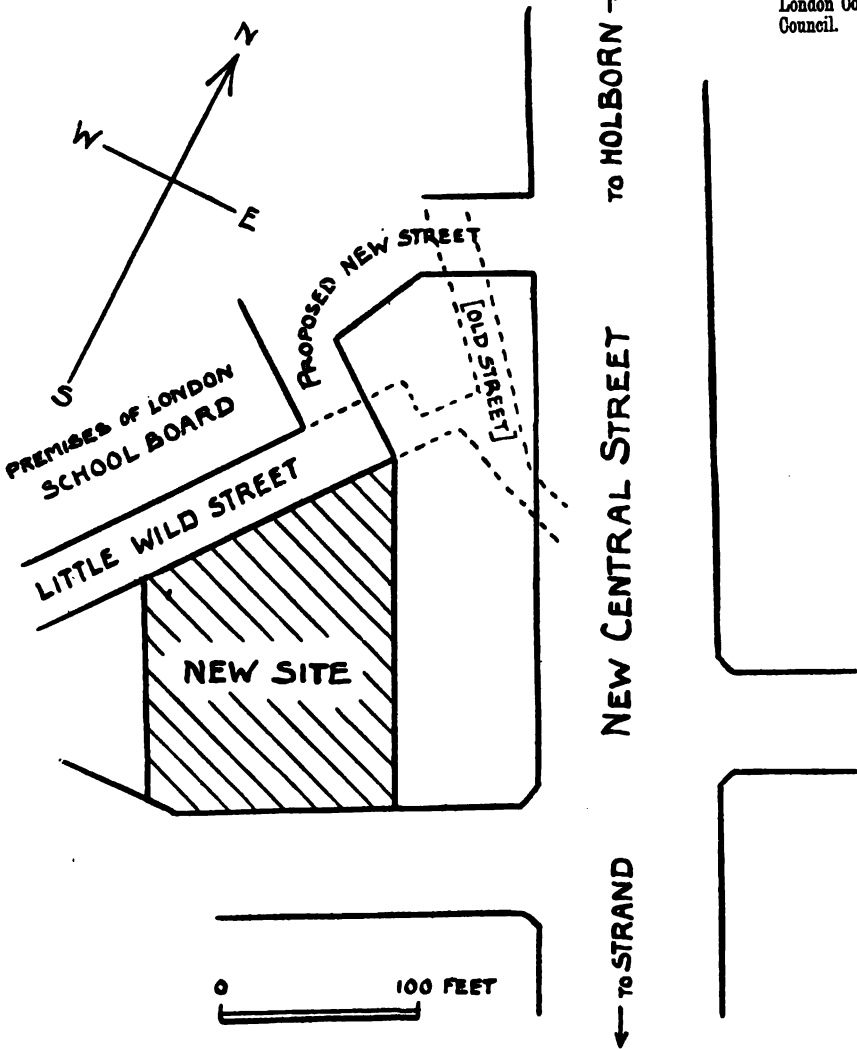 London Co
Council.
N
W
E
S
TO HOLBORN
PROPOSED NEW STREET
[OLD STREET]
PREMISES OF LONDON
SCHOOL BOARD
LITTLE WILD STREET
NEW SITE
NEW CENTRAL STREET
TO STRAND
0 100 FEET